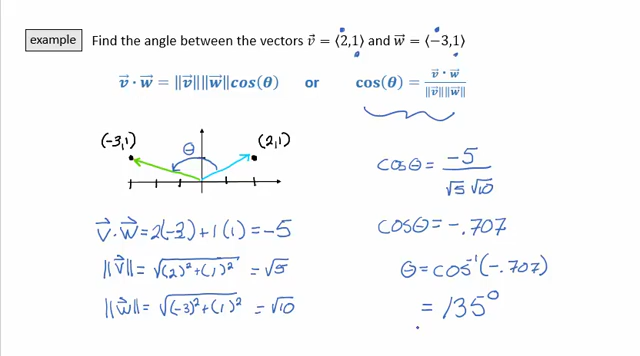 example Find the angle between the vectors v⃗ = ⟨2,1⟩ and w⃗ = ⟨−3,1⟩
v⃗ · w⃗ = ‖v⃗‖‖w⃗‖cos(θ) or cos(θ) = v⃗ · w⃗ / ‖v⃗‖‖w⃗‖
(-3,1) θ (2,1)
v⃗ · w⃗ = 2(-3) + 1(1) = -5
‖v⃗‖ = √((2)² + (1)²) = √5
‖w⃗‖ = √((-3)² + (1)²) = √10
cosθ = -5 / √5 √10
cosθ = -.707
θ = cos⁻¹(-.707)
= 135°